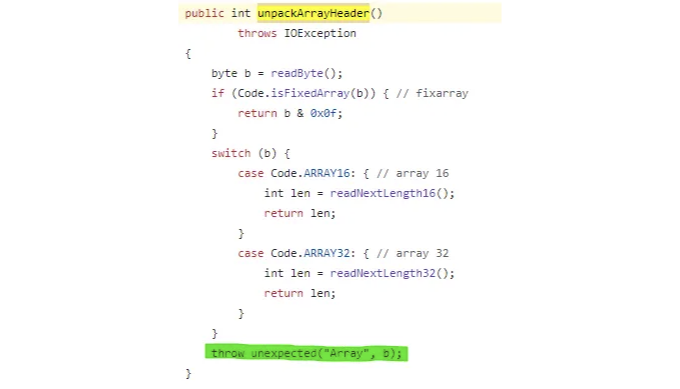 public int unpackArrayHeader()
throws IOException
{
byte b = readByte();
if (Code.isFixedArray(b)) { // fixarray
return b & 0x0f;
}
switch (b) {
case Code.ARRAY16: { // array 16
int len = readNextLength16();
return len;
}
case Code.ARRAY32: { // array 32
int len = readNextLength32();
return len;
}
}
throw unexpected("Array", b);
}